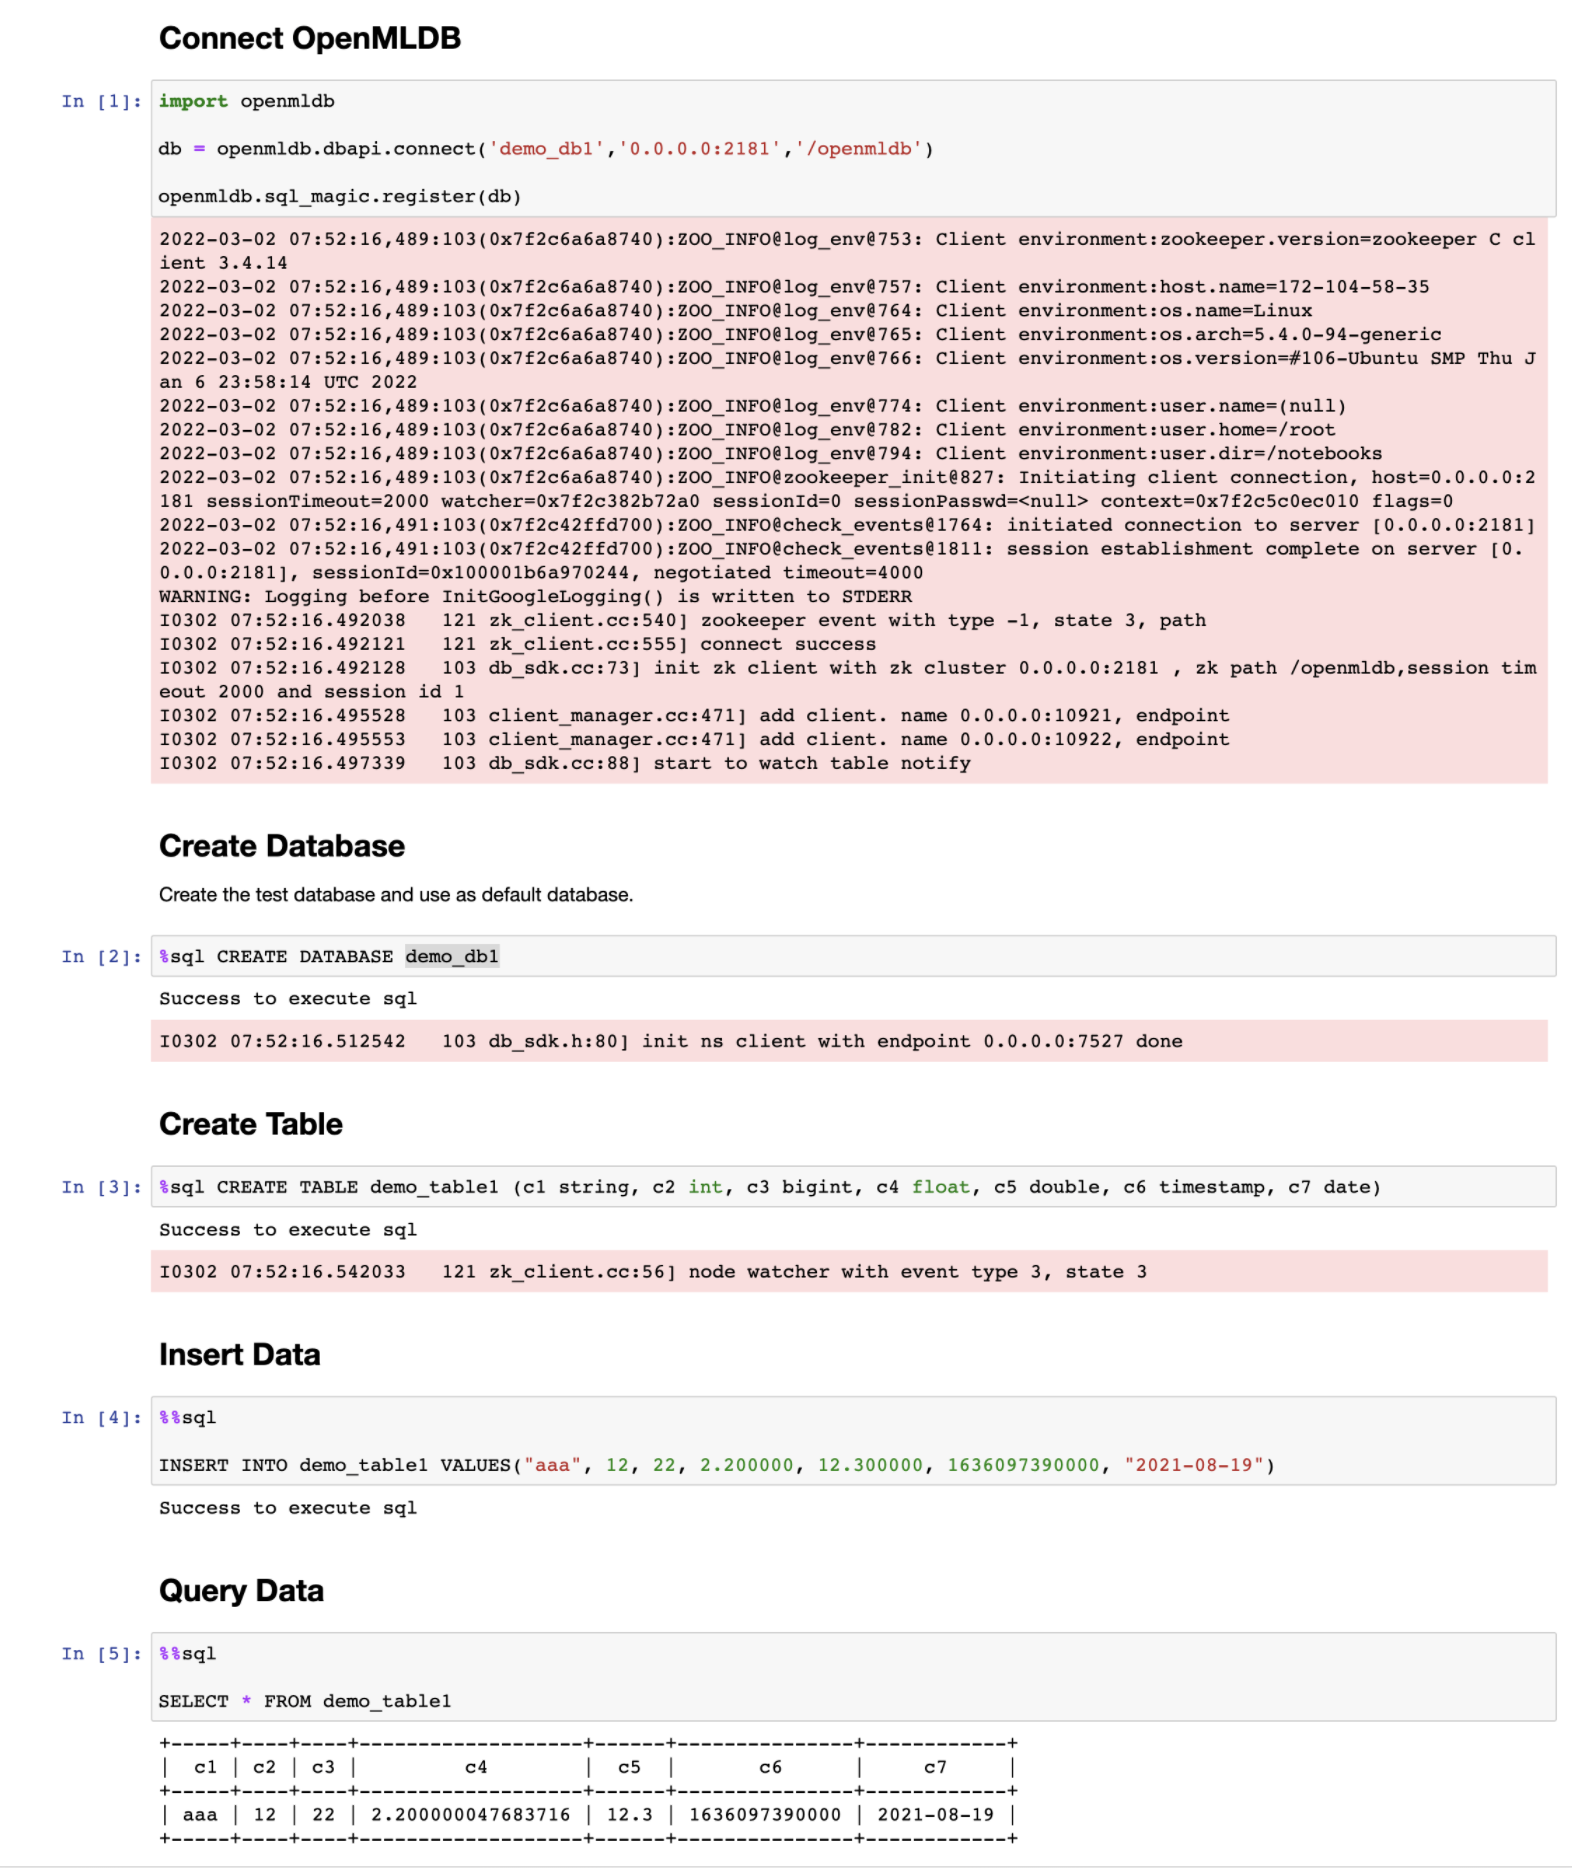 Connect OpenMLDB
In [1]: import openmldb
db = openmldb.dbapi.connect('demo_db1','0.0.0.0:2181','/openmldb')
openmldb.sql_magic.register(db)
2022-03-02 07:52:16,489:103(0x7f2c6a6a8740):ZOO_INFO@log_env@753: Client environment:zookeeper.version=zookeeper C cl
ient 3.4.14
2022-03-02 07:52:16,489:103(0x7f2c6a6a8740):ZOO_INFO@log_env@757: Client environment:host.name=172-104-58-35
2022-03-02 07:52:16,489:103(0x7f2c6a6a8740):ZOO_INFO@log_env@764: Client environment:os.name=Linux
2022-03-02 07:52:16,489:103(0x7f2c6a6a8740):ZOO_INFO@log_env@765: Client environment:os.arch=5.4.0-94-generic
2022-03-02 07:52:16,489:103(0x7f2c6a6a8740):ZOO_INFO@log_env@766: Client environment:os.version=#106-Ubuntu SMP Thu J
an 6 23:58:14 UTC 2022
2022-03-02 07:52:16,489:103(0x7f2c6a6a8740):ZOO_INFO@log_env@774: Client environment:user.name=(null)
2022-03-02 07:52:16,489:103(0x7f2c6a6a8740):ZOO_INFO@log_env@782: Client environment:user.home=/root
2022-03-02 07:52:16,489:103(0x7f2c6a6a8740):ZOO_INFO@log_env@794: Client environment:user.dir=/notebooks
2022-03-02 07:52:16,489:103(0x7f2c6a6a8740):ZOO_INFO@zookeeper_init@827: Initiating client connection, host=0.0.0.0:2
181 sessionTimeout=2000 watcher=0x7f2c382b72a0 sessionId=0 sessionPasswd=<null> context=0x7f2c5c0ec010 flags=0
2022-03-02 07:52:16,491:103(0x7f2c42ffd700):ZOO_INFO@check_events@1764: initiated connection to server [0.0.0.0:2181]
2022-03-02 07:52:16,491:103(0x7f2c42ffd700):ZOO_INFO@check_events@1811: session establishment complete on server [0.
0.0.0:2181], sessionId=0x100001b6a970244, negotiated timeout=4000
WARNING: Logging before InitGoogleLogging() is written to STDERR
I0302 07:52:16.492038   121 zk_client.cc:540] zookeeper event with type -1, state 3, path
I0302 07:52:16.492121   121 zk_client.cc:555] connect success
I0302 07:52:16.492128   103 db_sdk.cc:73] init zk client with zk cluster 0.0.0.0:2181 , zk path /openmldb,session tim
eout 2000 and session id 1
I0302 07:52:16.495528   103 client_manager.cc:471] add client. name 0.0.0.0:10921, endpoint
I0302 07:52:16.495553   103 client_manager.cc:471] add client. name 0.0.0.0:10922, endpoint
I0302 07:52:16.497339   103 db_sdk.cc:88] start to watch table notify
Create Database
Create the test database and use as default database.
In [2]: %sql CREATE DATABASE demo_db1
Success to execute sql
I0302 07:52:16.512542   103 db_sdk.h:80] init ns client with endpoint 0.0.0.0:7527 done
Create Table
In [3]: %sql CREATE TABLE demo_table1 (c1 string, c2 int, c3 bigint, c4 float, c5 double, c6 timestamp, c7 date)
Success to execute sql
I0302 07:52:16.542033   121 zk_client.cc:56] node watcher with event type 3, state 3
Insert Data
In [4]: %%sql
INSERT INTO demo_table1 VALUES("aaa", 12, 22, 2.200000, 12.300000, 1636097390000, "2021-08-19")
Success to execute sql
Query Data
In [5]: %%sql
SELECT * FROM demo_table1
+-----+----+----+-------------------+------+---------------+------------+
|  c1 | c2 | c3 |         c4        |  c5  |       c6      |     c7     |
+-----+----+----+-------------------+------+---------------+------------+
| aaa | 12 | 22 | 2.200000047683716 | 12.3 | 1636097390000 | 2021-08-19 |
+-----+----+----+-------------------+------+---------------+------------+